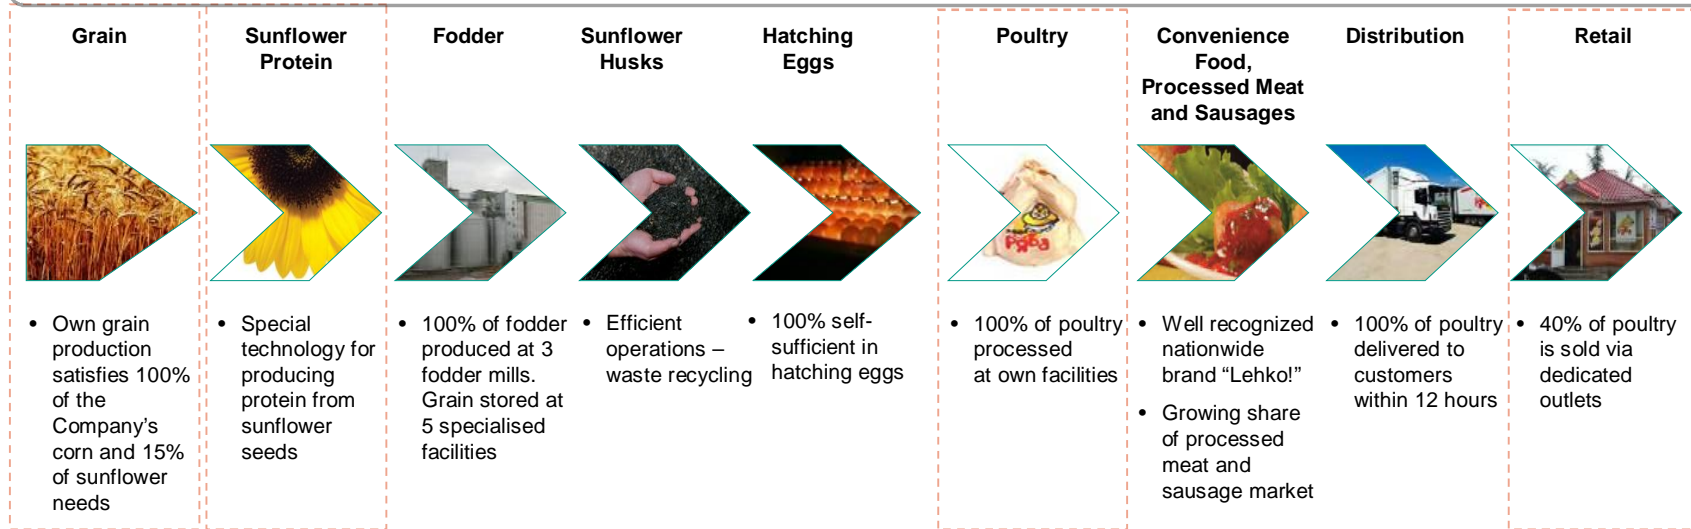 Grain
Sunflower
Protein
Fodder
Sunflower
Husks
Hatching
Eggs
Poultry
Convenience
Food,
Processed Meat
and Sausages
Distribution
Retail
Ряба
• Own grain
production
satisfies 100%
of the
Company’s
corn and 15%
of sunflower
needs
• Special
technology for
producing
protein from
sunflower
seeds
• 100% of fodder
produced at 3
fodder mills.
Grain stored at
5 specialised
facilities
• Efficient
operations –
waste recycling
• 100% self-
sufficient in
hatching eggs
• 100% of poultry
processed
at own facilities
• Well recognized
nationwide
brand “Lehko!”
• Growing share
of processed
meat and
sausage market
• 100% of poultry
delivered to
customers
within 12 hours
• 40% of poultry
is sold via
dedicated
outlets